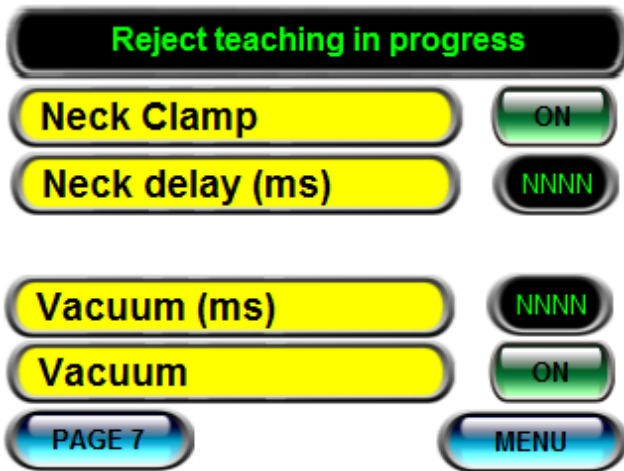 Reject teaching in progress
Neck Clamp ON
Neck delay (ms) NNNN
Vacuum (ms) NNNN
Vacuum ON
PAGE 7 MENU